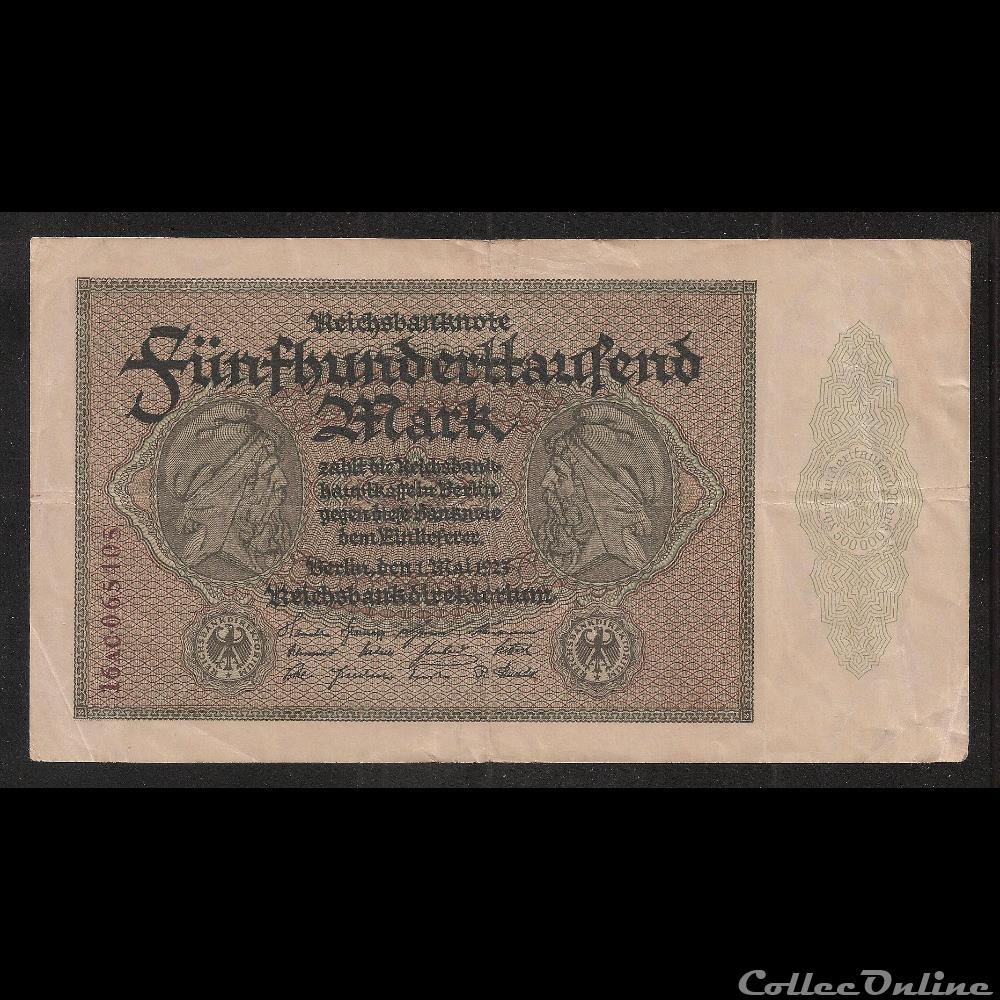 Reichsbanknote
Fünfhunderttausend
Mark
zahlt die Reichsbank-
hauptkasse in Berlin
gegen diese Banknote
dem Einlieferer
Berlin, den 1. Mai 1923
Reichsbankdirektorium
500000
CollecOnline